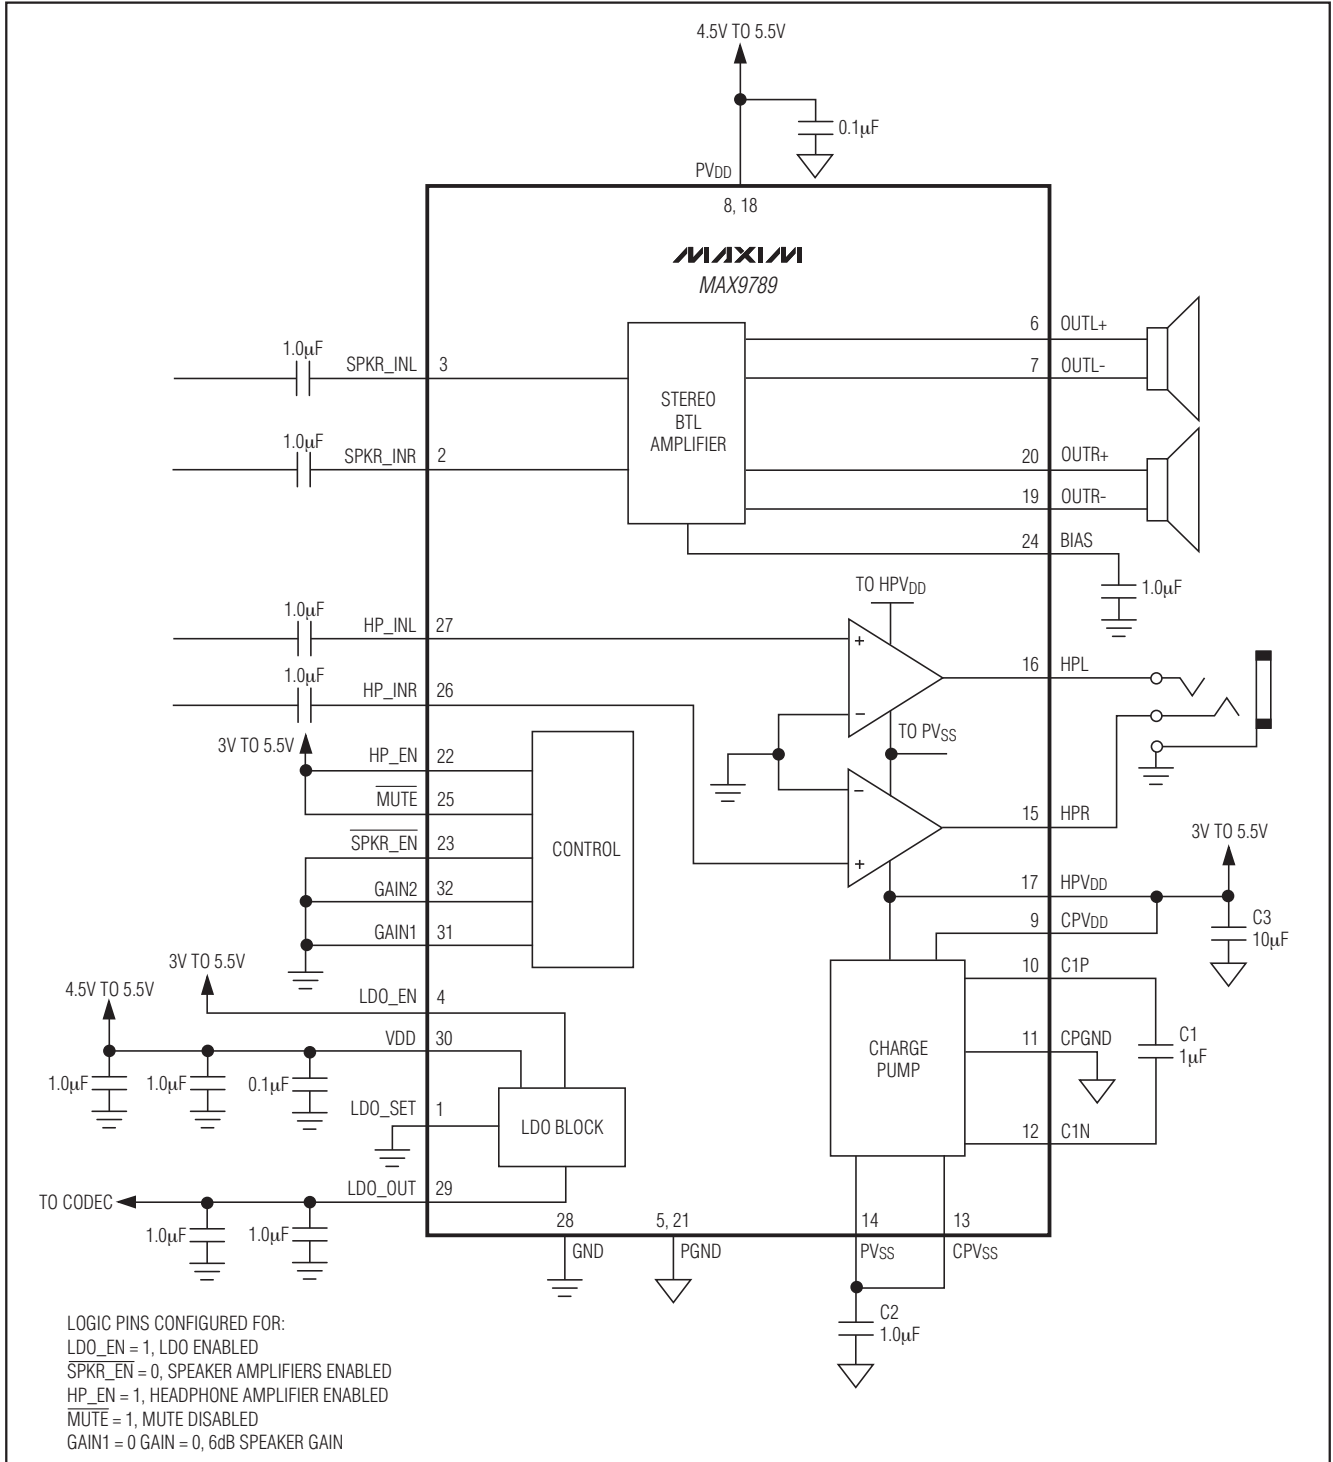 4.5V TO 5.5V
0.1µF
PVDD
8, 18
MAXIM
MAX9789
1.0µF
SPKR_INL
3
1.0µF
SPKR_INR
2
STEREO
BTL
AMPLIFIER
6
OUTL+
7
OUTL-
20
OUTR+
19
OUTR-
24
BIAS
1.0µF
TO HPVDD
1.0µF
HP_INL
27
+
−
16
HPL
1.0µF
HP_INR
26
TO PVSS
3V TO 5.5V
HP_EN
22
MUTE
25
SPKR_EN
23
GAIN2
32
GAIN1
31
CONTROL
−
+
15
HPR
3V TO 5.5V
17
HPVDD
9
CPVDD
C3
10µF
10
C1P
11
CPGND
12
C1N
C1
1µF
CHARGE
PUMP
3V TO 5.5V
4.5V TO 5.5V
LDO_EN
4
VDD
30
1.0µF
1.0µF
0.1µF
LDO_SET
1
LDO BLOCK
TO CODEC
LDO_OUT
29
1.0µF
1.0µF
28
GND
5, 21
PGND
14
PVSS
13
CPVSS
C2
1.0µF
LOGIC PINS CONFIGURED FOR:
LDO_EN = 1, LDO ENABLED
SPKR_EN = 0, SPEAKER AMPLIFIERS ENABLED
HP_EN = 1, HEADPHONE AMPLIFIER ENABLED
MUTE = 1, MUTE DISABLED
GAIN1 = 0 GAIN = 0, 6dB SPEAKER GAIN